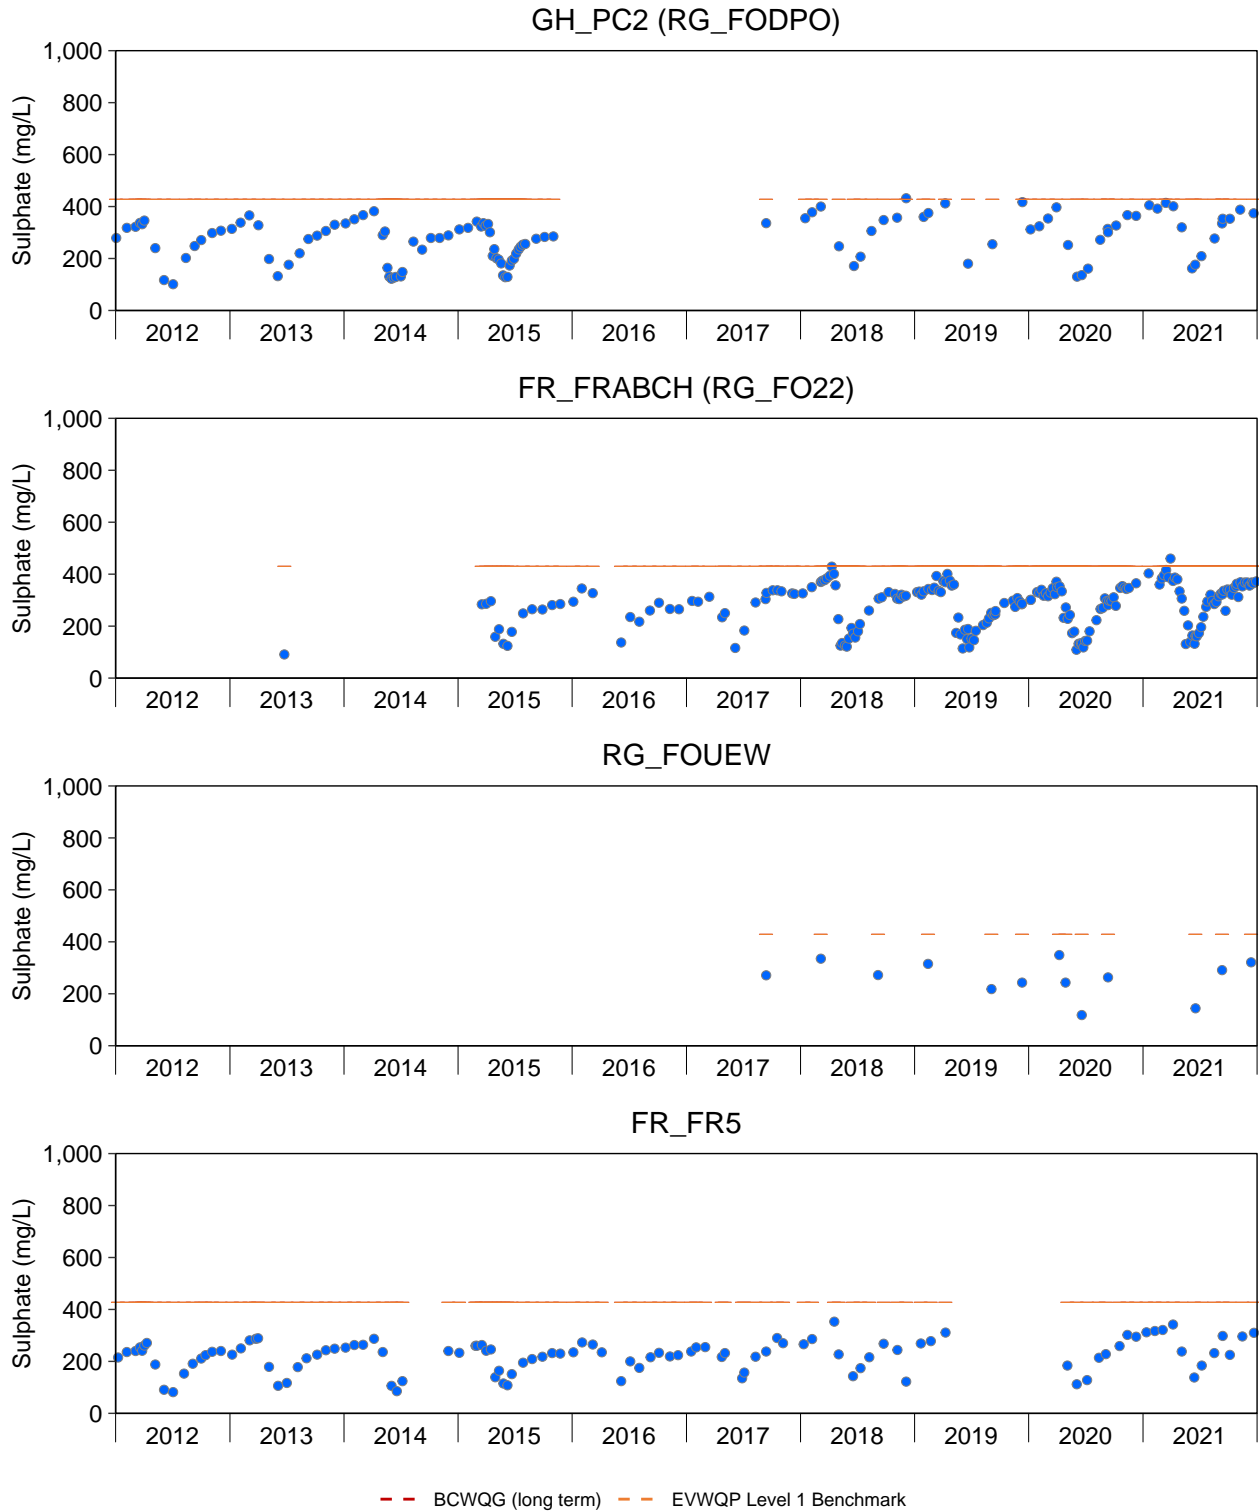 GH_PC2 (RG_FODPO)
Sulphate (mg/L)
1,000
800
600
400
200
0
2012 2013 2014 2015 2016 2017 2018 2019 2020 2021
FR_FRABCH (RG_FO22)
Sulphate (mg/L)
1,000
800
600
400
200
0
2012 2013 2014 2015 2016 2017 2018 2019 2020 2021
RG_FOUEW
Sulphate (mg/L)
1,000
800
600
400
200
0
2012 2013 2014 2015 2016 2017 2018 2019 2020 2021
FR_FR5
Sulphate (mg/L)
1,000
800
600
400
200
0
2012 2013 2014 2015 2016 2017 2018 2019 2020 2021
BCWQG (long term) EVWQP Level 1 Benchmark